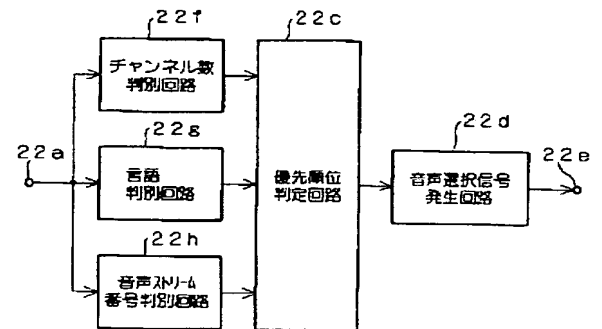 22f
22c
チャンネル数
判別回路
22g
22a
言語
判別回路
22d
22e
優先順位
判定回路
音声選択信号
発生回路
22h
音声ストリーム
番号判別回路